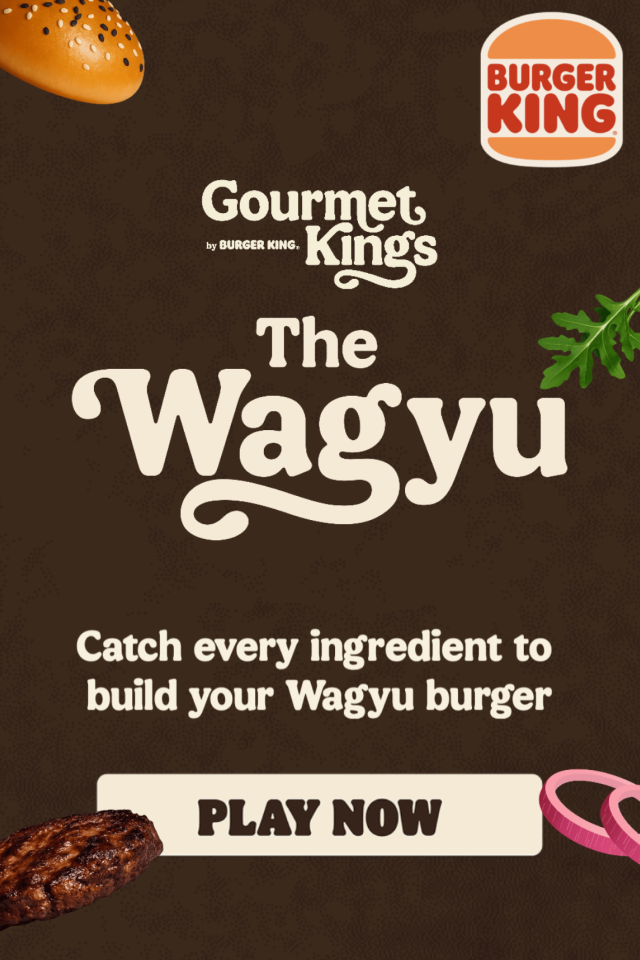 BURGER
KING
Gourmet
by BURGER KING® Kings
The
Wagyu
Catch every ingredient to
build your Wagyu burger
PLAY NOW